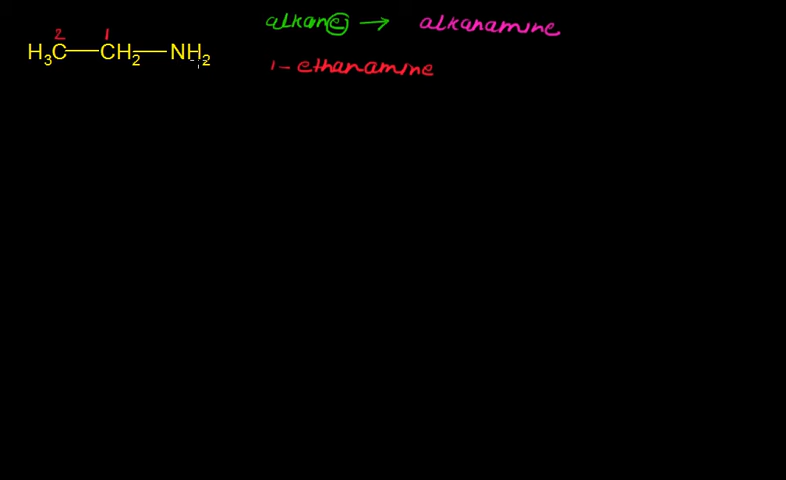 alkane → alkanamine
2 1
H₃C—CH₂—NH₂
1- ethanamine